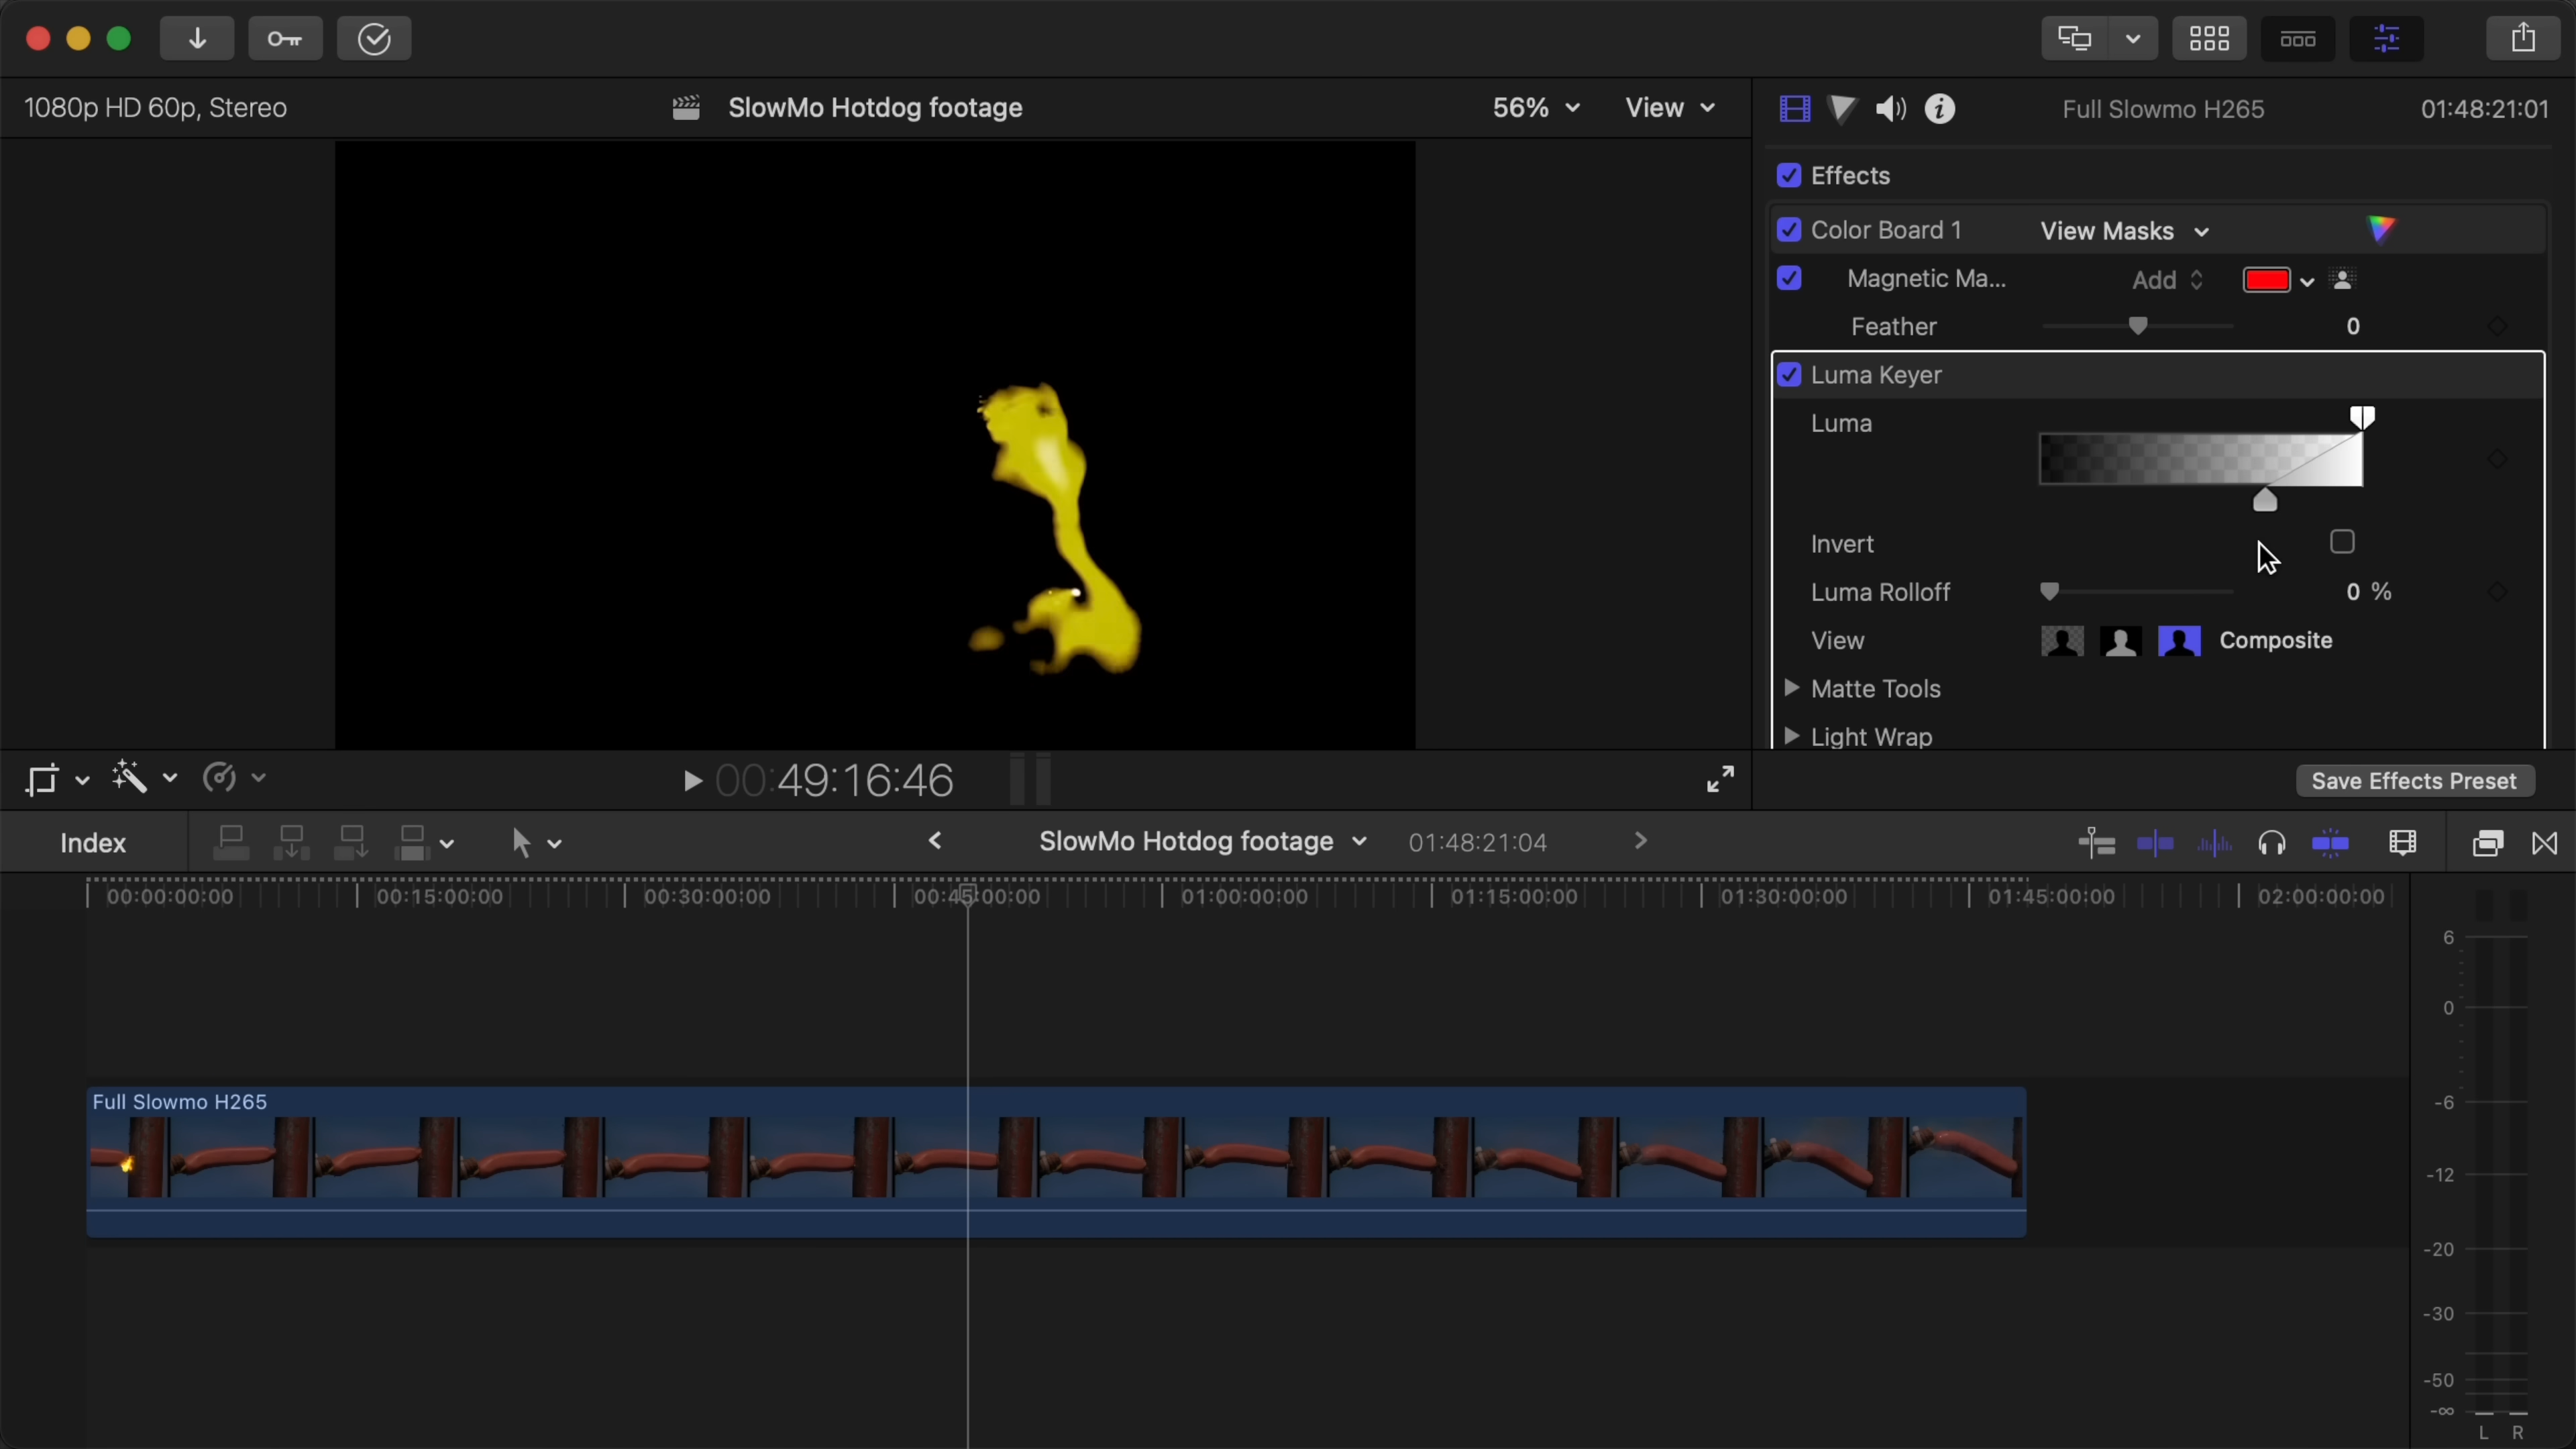 1080p HD 60p, Stereo
SlowMo Hotdog footage
56%
View
Full Slowmo H265
01:48:21:01
Effects
Color Board 1
View Masks
Magnetic Ma...
Add
Feather
0
Luma Keyer
Luma
Invert
Luma Rolloff
0 %
View
Composite
Matte Tools
Light Wrap
00:49:16:46
Save Effects Preset
Index
SlowMo Hotdog footage
01:48:21:04
00:00:00:00
00:15:00:00
00:30:00:00
00:45:00:00
01:00:00:00
01:15:00:00
01:30:00:00
01:45:00:00
02:00:00:00
6
0
-6
-12
-20
-30
-50
-∞
L R
Full Slowmo H265